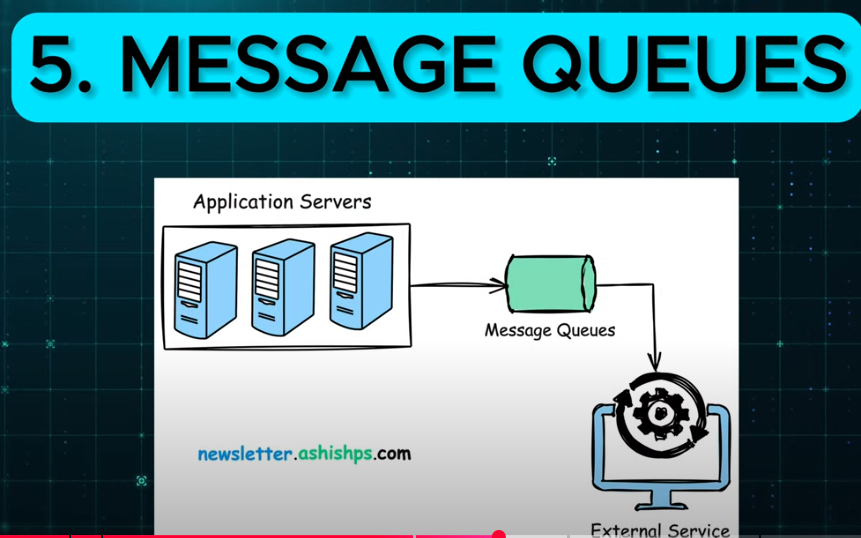 5. MESSAGE QUEUES
Application Servers
Message Queues
newsletter.ashishps.com
External Service